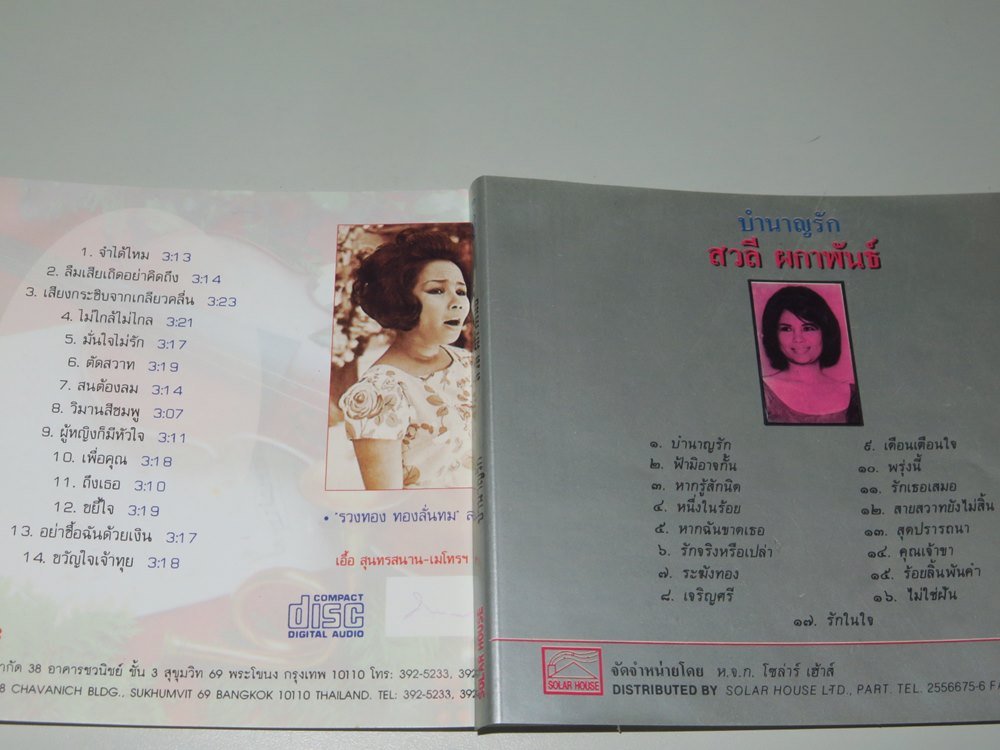 1. จำได้ไหม 3:13
2. ลืมเสียเถิดอย่าคิดถึง 3:14
3. เสียงกระซิบจากเกลียวคลื่น 3:23
4. ไม่ใกล้ไม่ไกล 3:21
5. มั่นใจไม่รัก 3:17
6. ตัดสวาท 3:19
7. สนต้องลม 3:14
8. วิมานสีชมพู 3:07
9. ผู้หญิงก็มีหัวใจ 3:11
10. เพื่อคุณ 3:18
11. ถึงเธอ 3:10
12. ขยี้ใจ 3:19
13. อย่าซื้อฉันด้วยเงิน 3:17
14. ขวัญใจเจ้าทุย 3:18
• "รวงทอง ทองลั่นทม"
เอื้อ สุนทรสนาน-เมโทรฯ
COMPACT
disc
DIGITAL AUDIO
38 อาคารชวนิชย์ ชั้น 3 สุขุมวิท 69 พระโขนง กรุงเทพ 10110 โทร: 392-5233,
CHAVANICH BLDG., SUKHUMVIT 69 BANGKOK 10110 THAILAND. TEL: 392-5233,
SOLAR HOUSE
บำนาญรัก
สวลี ผกาพันธ์
๑. บำนาญรัก
๒. ฟ้ามิอาจกั้น
๓. หากรู้สักนิด
๔. หนึ่งในร้อย
๕. หากฉันขาดเธอ
๖. รักจริงหรือเปล่า
๗. ระฆังทอง
๘. เจริญศรี
๙. เดือนเตือนใจ
๑๐. พรุ่งนี้
๑๑. รักเธอเสมอ
๑๒. สายสวาทยังไม่สิ้น
๑๓. สุดปรารถนา
๑๔. คุณเจ้าขา
๑๕. ร้อยลิ้นพันคำ
๑๖. ไม่ใช่ฝัน
๑๗. รักในใจ
SOLAR HOUSE
จัดจำหน่ายโดย ห.จ.ก. โซล่าร์ เฮ้าส์
DISTRIBUTED BY SOLAR HOUSE LTD., PART. TEL. 2556675-6